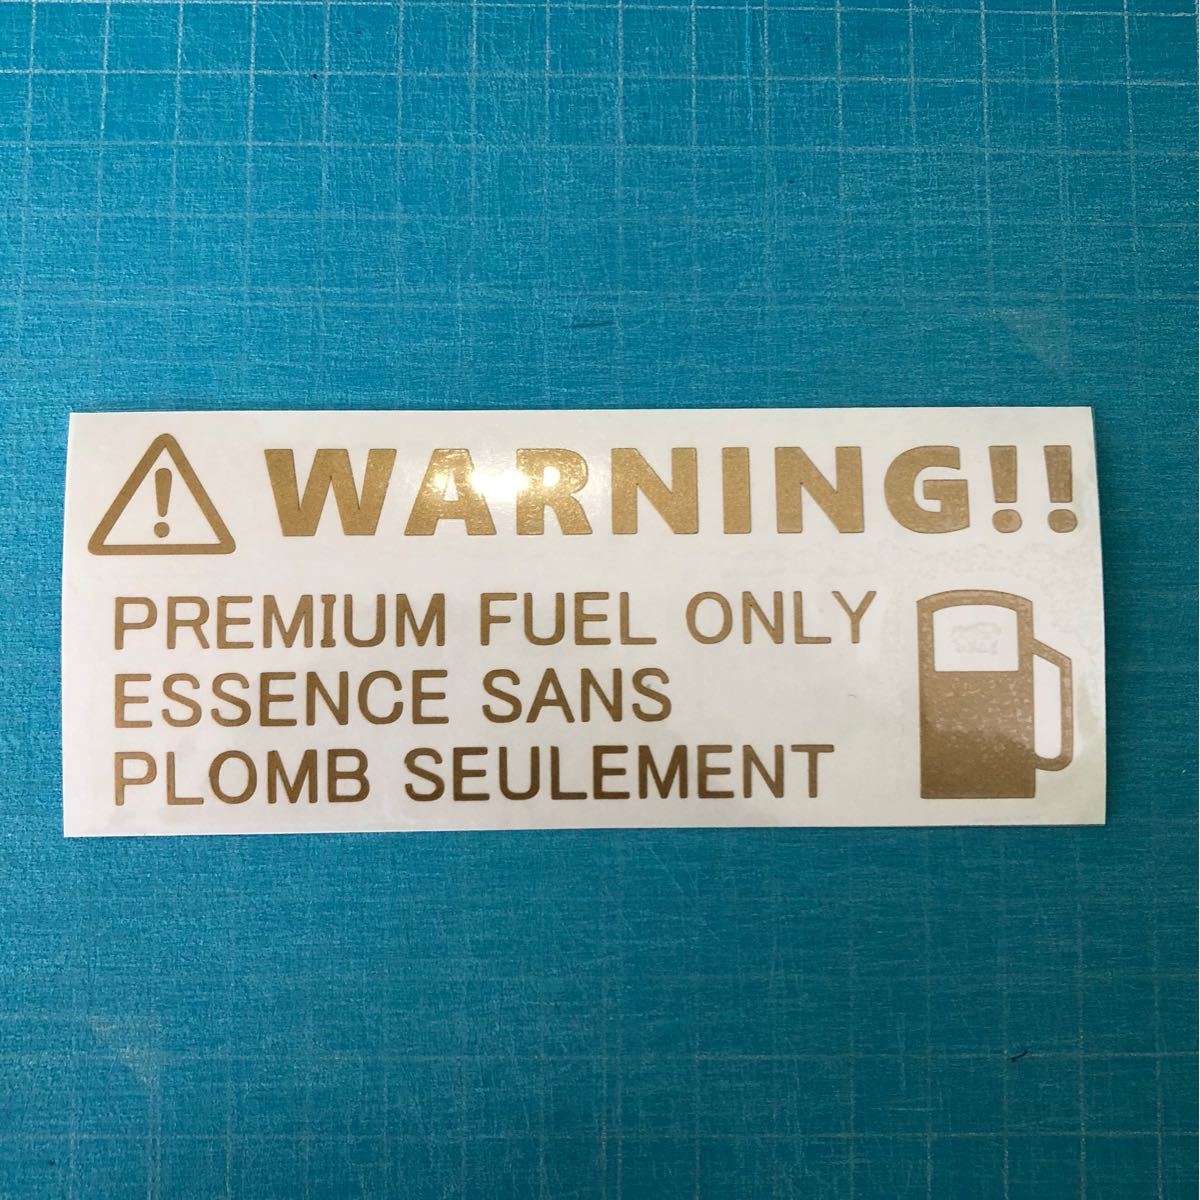 WARNING!!
PREMIUM FUEL ONLY
ESSENCE SANS
PLOMB SEULEMENT